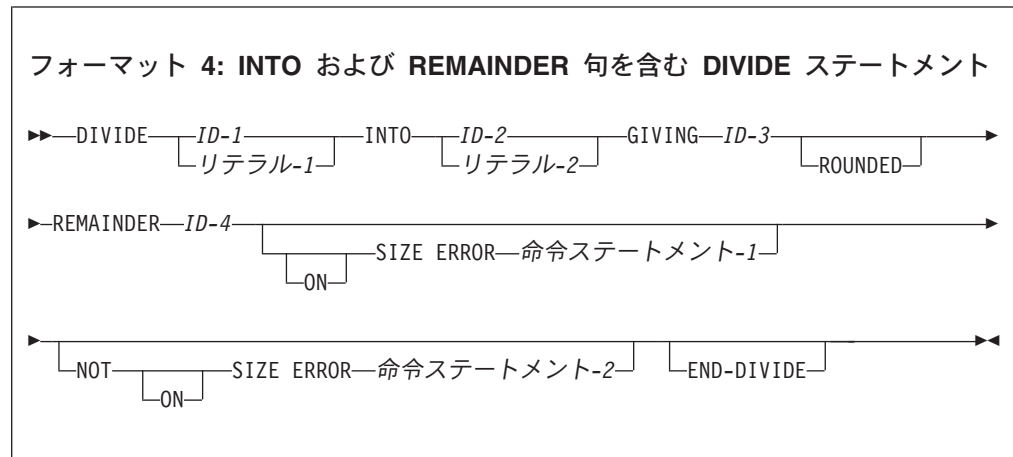 フォーマット 4: INTO および REMAINDER 句を含む DIVIDE ステートメント
DIVIDE ID-1 INTO ID-2 GIVING ID-3
リテラル-1 リテラル-2 ROUNDED
REMAINDER ID-4
SIZE ERROR 命令ステートメント-1
ON
NOT SIZE ERROR 命令ステートメント-2 END-DIVIDE
ON